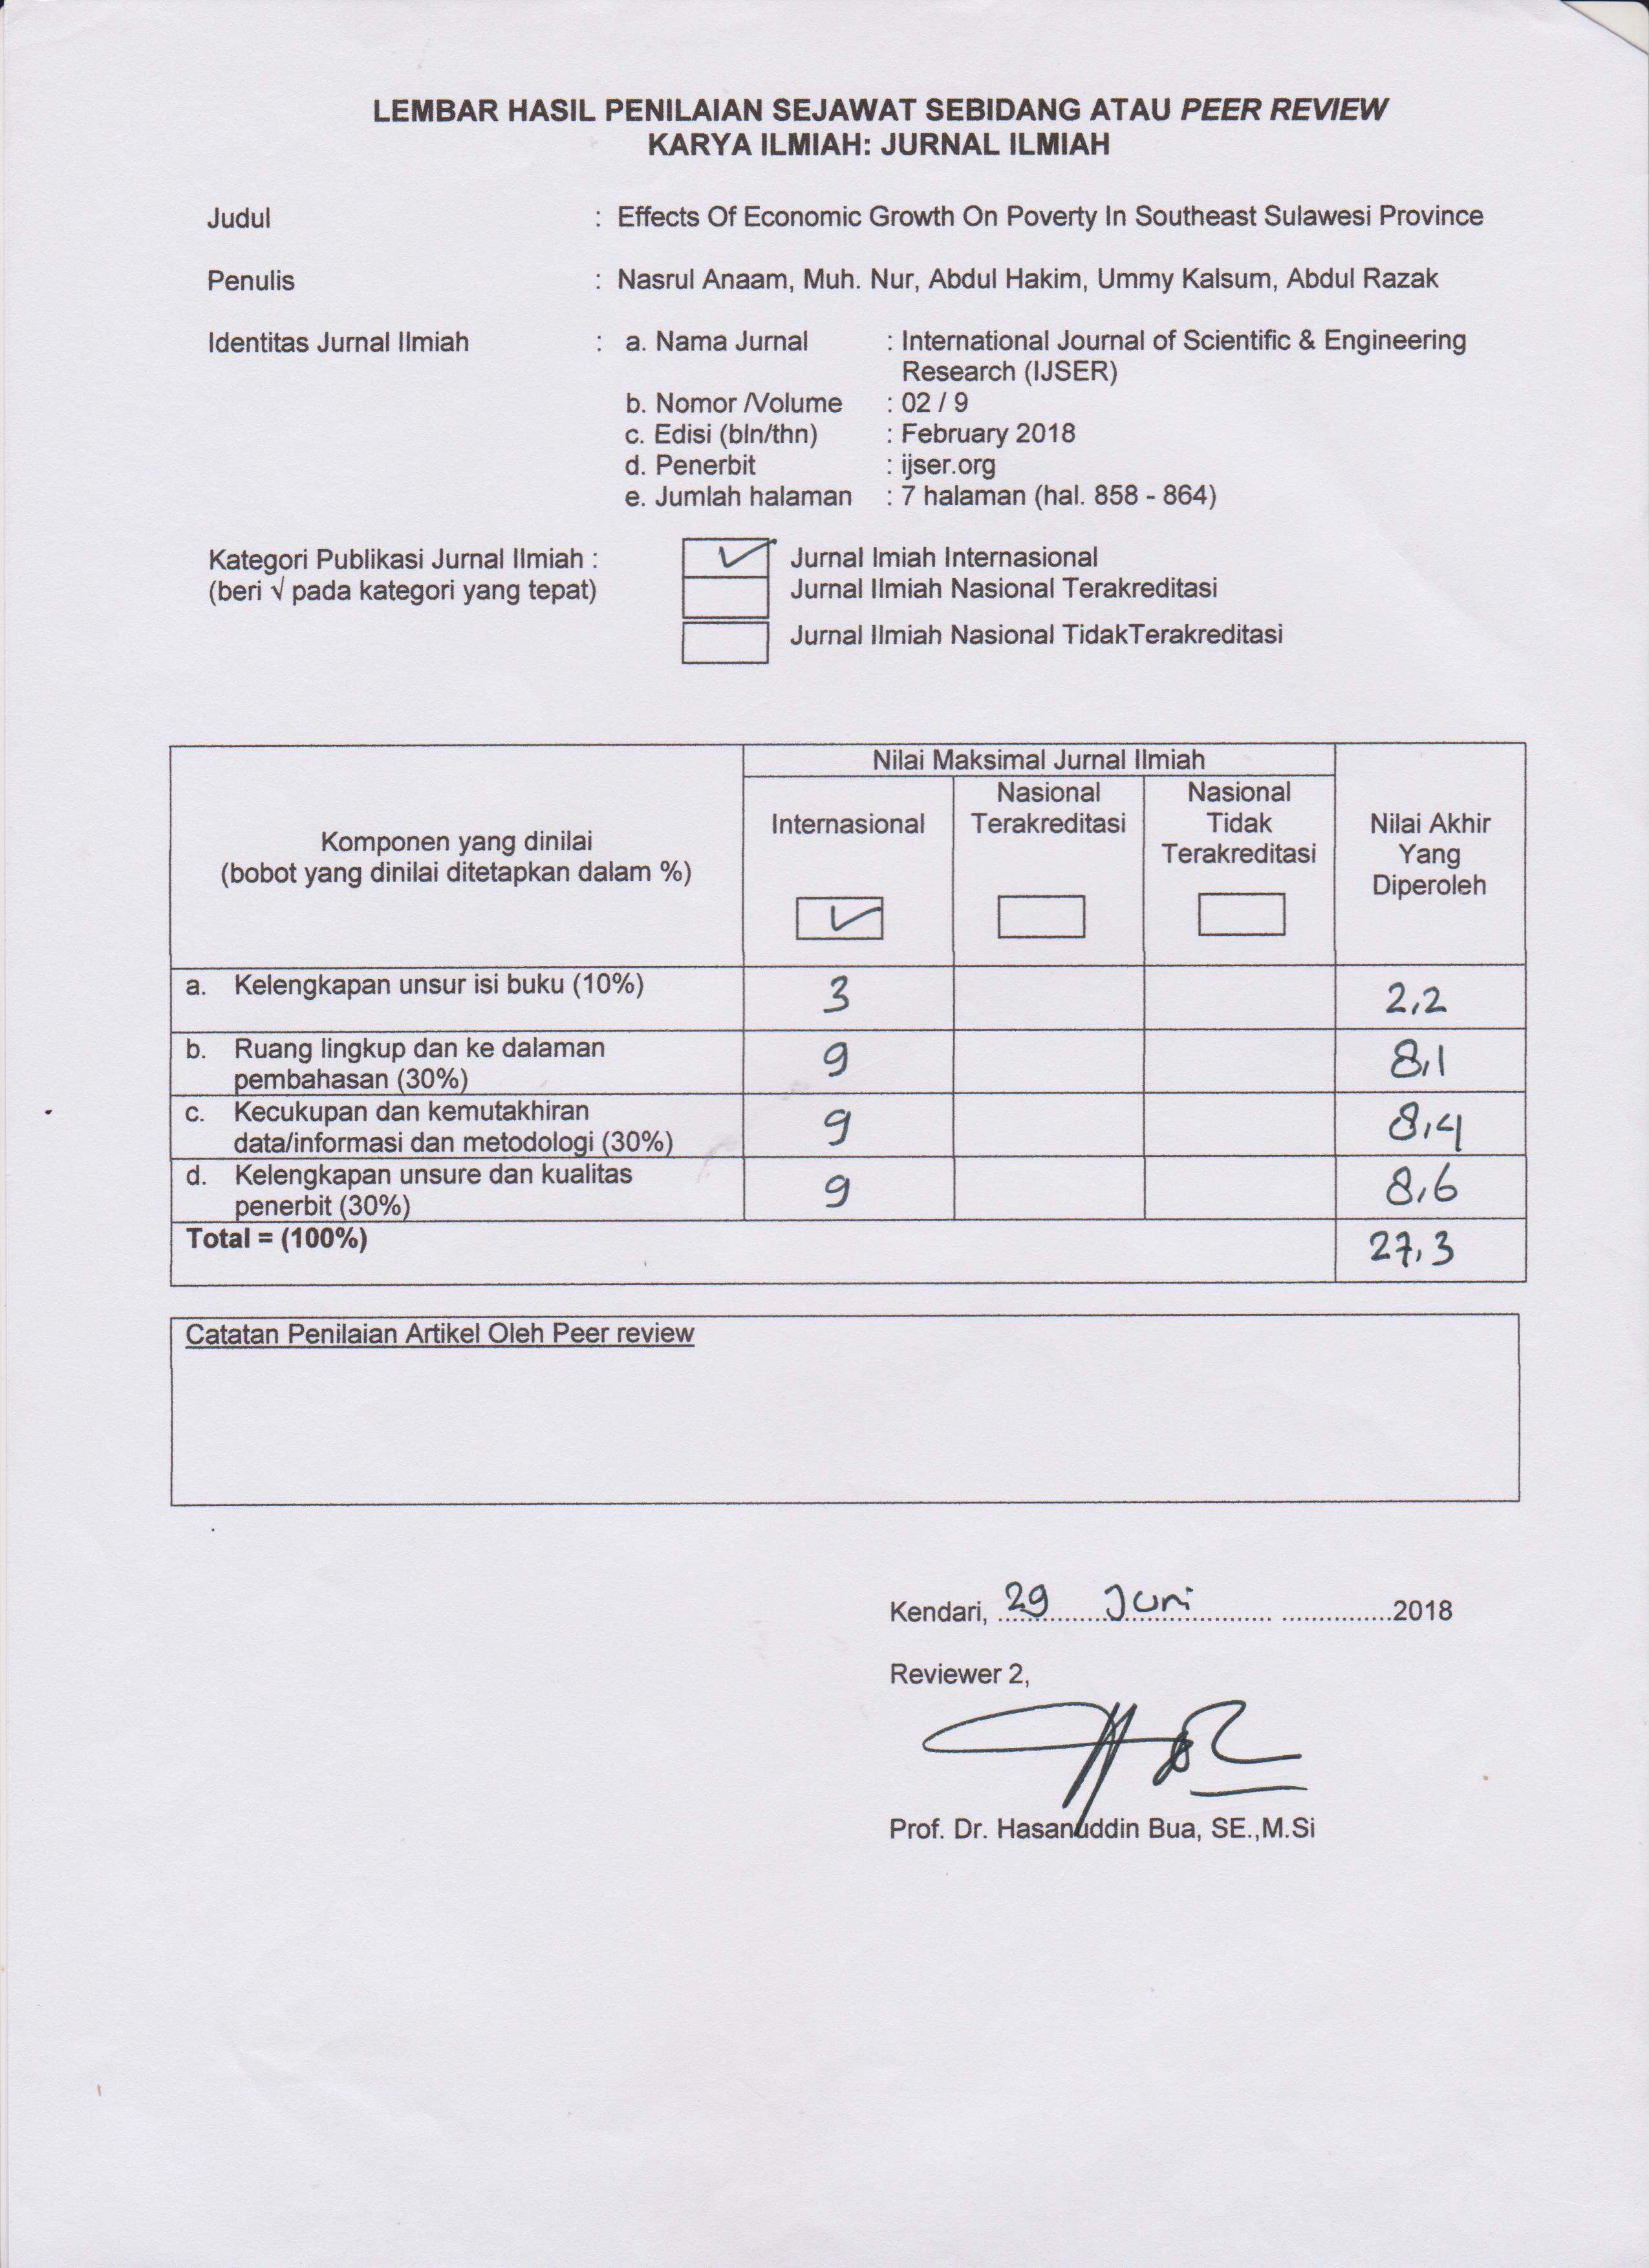 LEMBAR HASIL PENILAIAN SEJAWAT SEBIDANG ATAU PEER REVIEW
KARYA ILMIAH: JURNAL ILMIAH
Judul : Effects Of Economic Growth On Poverty In Southeast Sulawesi Province
Penulis : Nasrul Anaam, Muh. Nur, Abdul Hakim, Ummy Kalsum, Abdul Razak
Identitas Jurnal Ilmiah : a. Nama Jurnal : International Journal of Scientific & Engineering
Research (IJSER)
b. Nomor /Volume : 02 / 9
c. Edisi (bln/thn) : February 2018
d. Penerbit : ijser.org
e. Jumlah halaman : 7 halaman (hal. 858 - 864)
Kategori Publikasi Jurnal Ilmiah : ✓ Jurnal Imiah Internasional
(beri √ pada kategori yang tepat) Jurnal Ilmiah Nasional Terakreditasi
Jurnal Ilmiah Nasional TidakTerakreditasi
Komponen yang dinilai
(bobot yang dinilai ditetapkan dalam %)
Nilai Maksimal Jurnal Ilmiah
Internasional
✓
Nasional
Terakreditasi
Nasional
Tidak
Terakreditasi
Nilai Akhir
Yang
Diperoleh
a. Kelengkapan unsur isi buku (10%) 3 2,2
b. Ruang lingkup dan ke dalaman
pembahasan (30%) 9 8,1
c. Kecukupan dan kemutakhiran
data/informasi dan metodologi (30%) 9 8,4
d. Kelengkapan unsure dan kualitas
penerbit (30%) 9 8,6
Total = (100%) 27,3
Catatan Penilaian Artikel Oleh Peer review
Kendari, 29 Juni 2018
Reviewer 2,
Prof. Dr. Hasanuddin Bua, SE.,M.Si